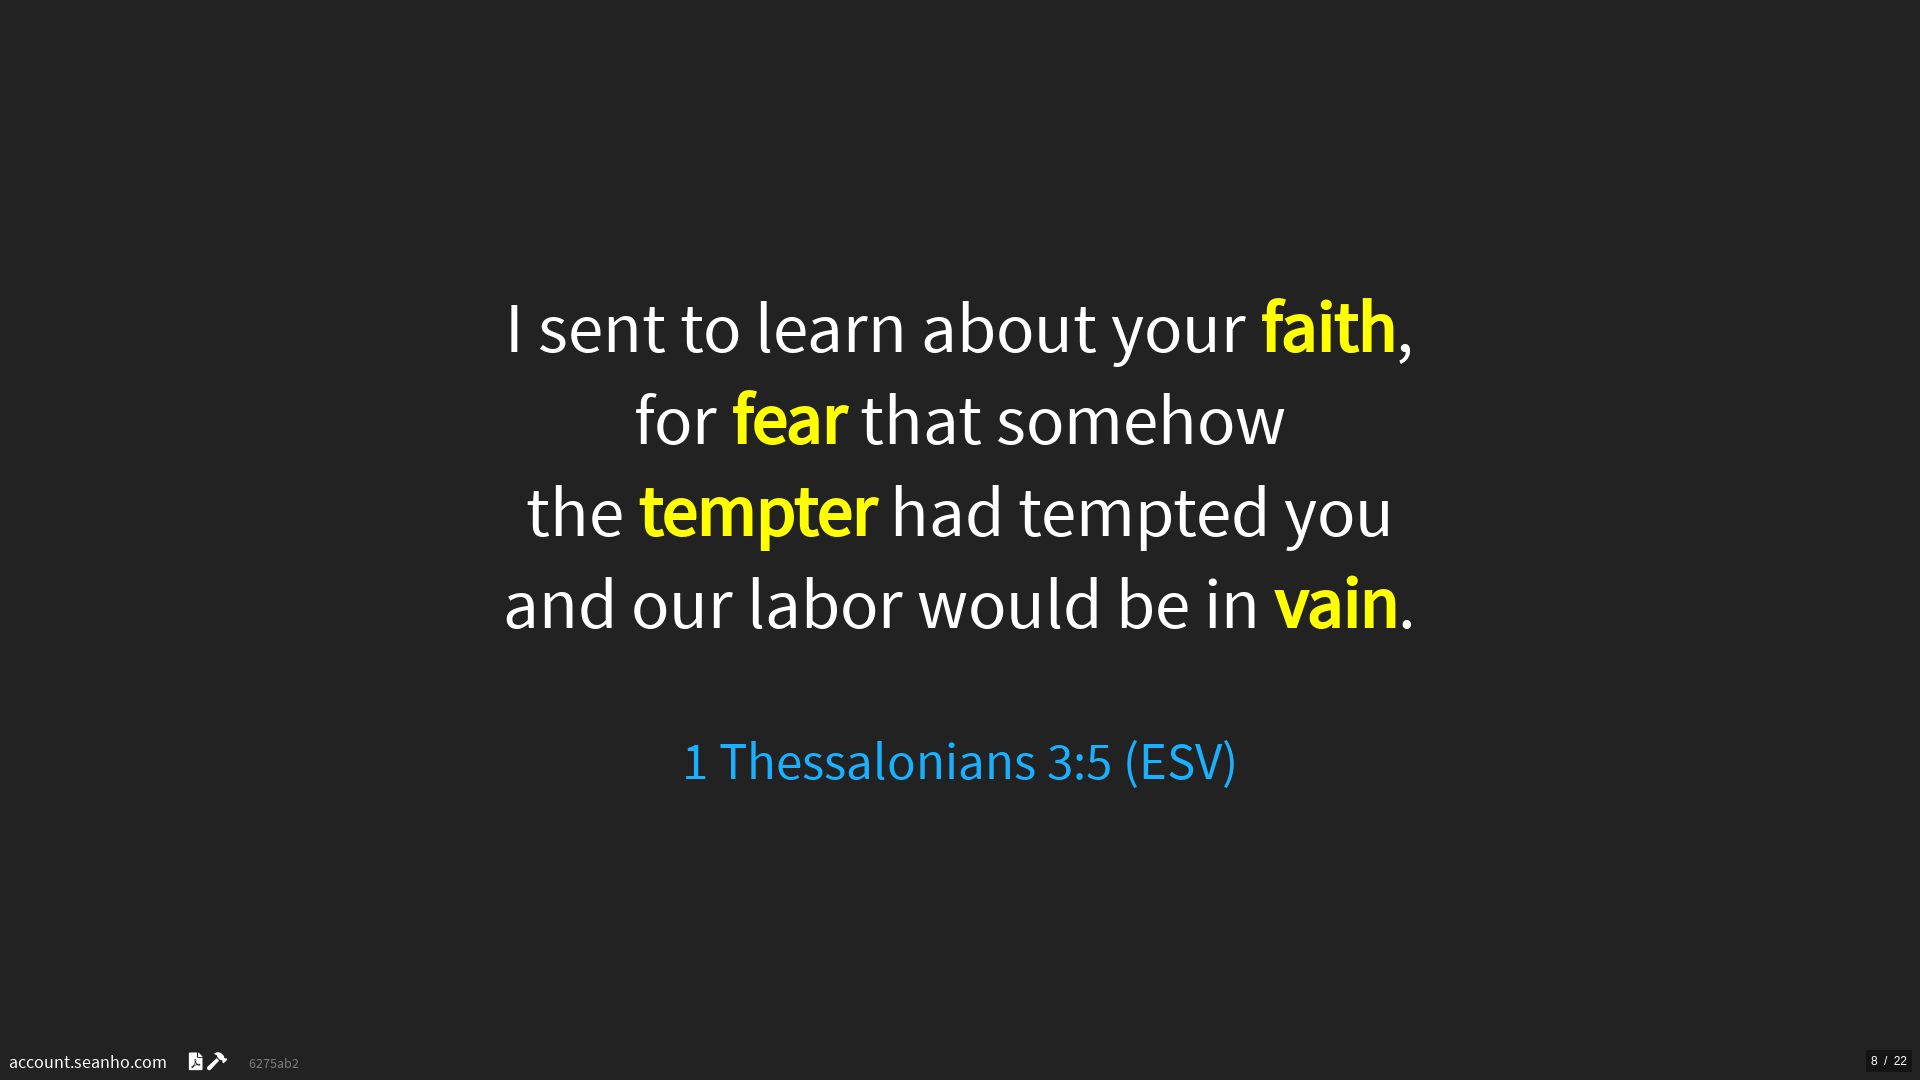 I sent to learn about your faith,
for fear that somehow
the tempter had tempted you
and our labor would be in vain.
1 Thessalonians 3:5 (ESV)
account.seanho.com 6275ab2 8 / 22